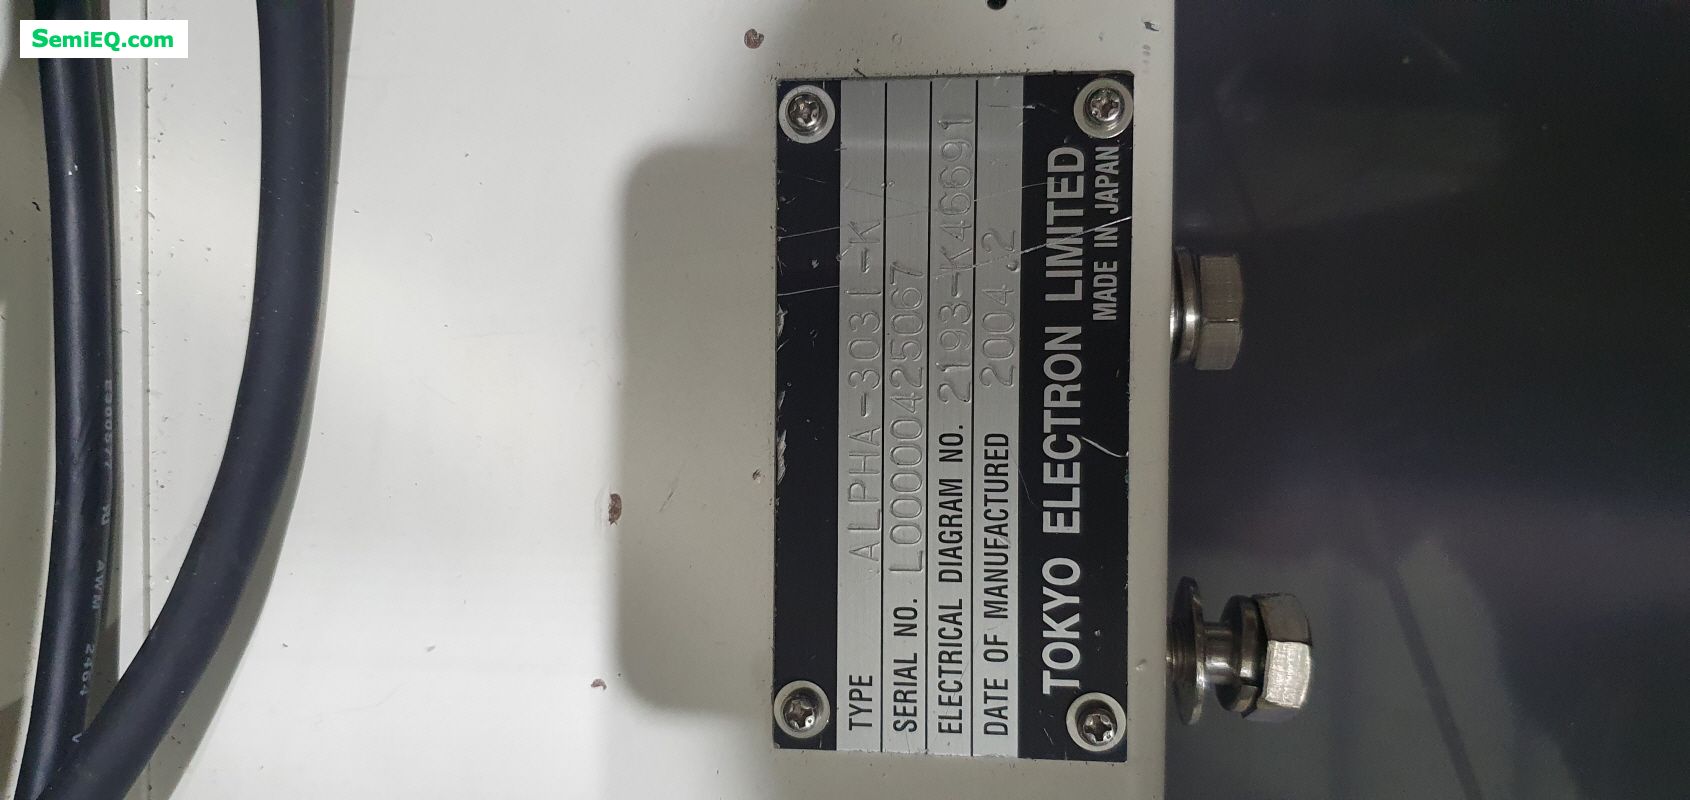 SemiEQ.com
TYPE ALPHA-303I-K
SERIAL NO. L00000425067
ELECTRICAL DIAGRAM NO. 2193-K46691
DATE OF MANUFACTURED 2004.2
TOKYO ELECTRON LIMITED
MADE IN JAPAN
AWM 2464 V